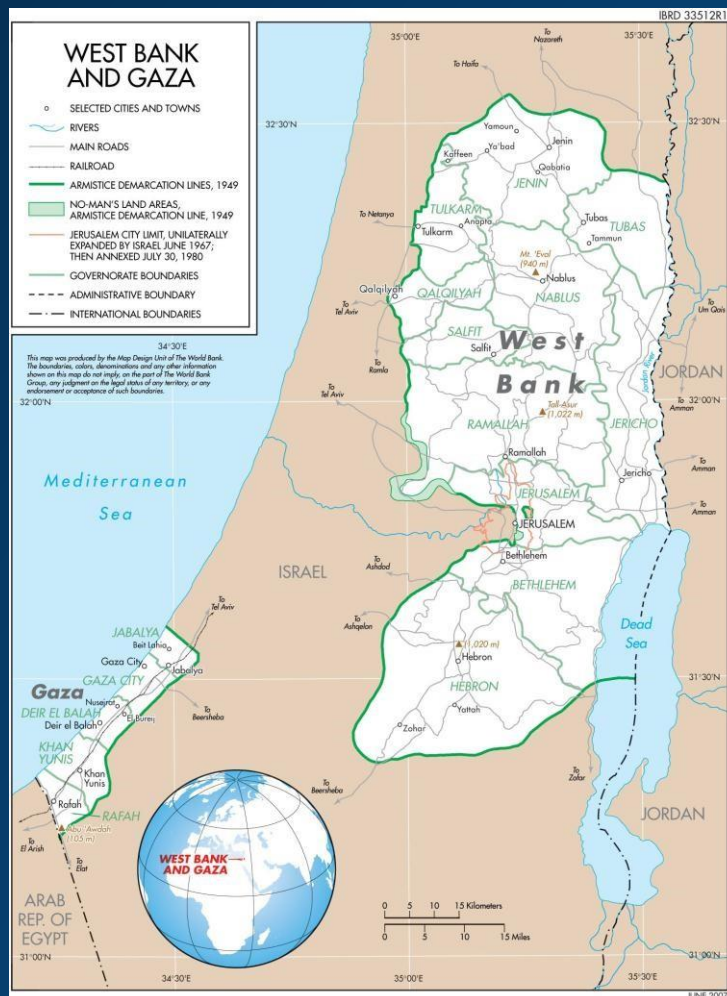 IBRD 33512R1
WEST BANK
AND GAZA
SELECTED CITIES AND TOWNS
RIVERS
MAIN ROADS
RAILROAD
ARMISTICE DEMARCATION LINES, 1949
NO-MAN'S LAND AREAS,
ARMISTICE DEMARCATION LINE, 1949
JERUSALEM CITY LIMIT, UNILATERALLY
EXPANDED BY ISRAEL JUNE 1967;
THEN ANNEXED JULY 30, 1980
GOVERNORATE BOUNDARIES
ADMINISTRATIVE BOUNDARY
INTERNATIONAL BOUNDARIES
This map was produced by the Map Design Unit of The World Bank.
The boundaries, colors, denominations and any other information
shown on this map do not imply, on the part of The World Bank
Group, any judgment on the legal status of any territory, or any
endorsement or acceptance of such boundaries.
35°00'E
35°30'E
To
Nazareth
To Haifa
32°30'N
32°30'N
Yamoun
Jenin
Ya'bad
Kaffeen
Qabatia
JENIN
TULKARM
To Netanya
Anapta
Tulkarm
Tubas
TUBAS
Tammun
Mt. 'Eval
(940 m)
Nablus
Qalqilyah
QALQILYAH
NABLUS
To
Tel Aviv
To
Um Qais
SALFIT
Salfit
West
Bank
34°30'E
To
Ramla
Jordan River
JORDAN
To Tel Aviv
32°00'N
32°00'N
To
Amman
Tall-Asur
(1,022 m)
RAMALLAH
JERICHO
Ramallah
To
Amman
Jericho
JERUSALEM
To
Amman
JERUSALEM
Mediterranean
Sea
ISRAEL
To
Ashdod
Bethlehem
BETHLEHEM
To
Ashqelon
Dead
Sea
To
Tel Aviv
JABALYA
Beit Lahia
(1,020 m)
Gaza City
Jabalya
Hebron
GAZA CITY
31°30'N
31°30'N
Gaza
HEBRON
Nusejrat
DEIR EL BALAH
El Bureij
Deir el Balah
To
Beersheba
Yattah
Zohar
KHAN
YUNIS
Khan
Yunis
To
Beersheba
To
Zofar
Rafah
RAFAH
Abu 'Awdah
(105 m)
JORDAN
To
El Arish
To
Elat
WEST BANK
AND GAZA
ARAB
REP. OF
EGYPT
0 5 10 15 Kilometers
0 5 10 15 Miles
31°00'N
31°00'N
34°30'E
35°00'E
35°30'E
JUNE 2007